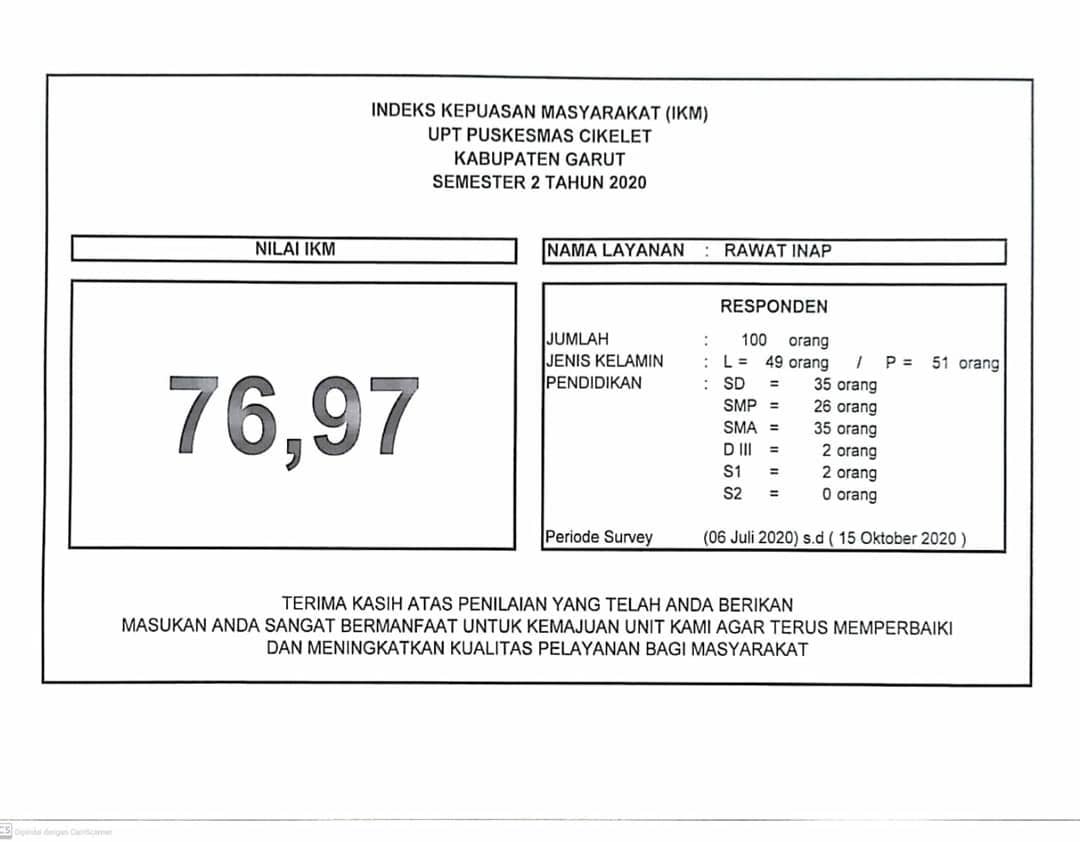 INDEKS KEPUASAN MASYARAKAT (IKM)
UPT PUSKESMAS CIKELET
KABUPATEN GARUT
SEMESTER 2 TAHUN 2020
NILAI IKM
76,97
NAMA LAYANAN : RAWAT INAP
RESPONDEN
JUMLAH : 100 orang
JENIS KELAMIN : L = 49 orang / P = 51 orang
PENDIDIKAN : SD = 35 orang
SMP = 26 orang
SMA = 35 orang
D III = 2 orang
S1 = 2 orang
S2 = 0 orang
Periode Survey (06 Juli 2020) s.d ( 15 Oktober 2020 )
TERIMA KASIH ATAS PENILAIAN YANG TELAH ANDA BERIKAN
MASUKAN ANDA SANGAT BERMANFAAT UNTUK KEMAJUAN UNIT KAMI AGAR TERUS MEMPERBAIKI
DAN MENINGKATKAN KUALITAS PELAYANAN BAGI MASYARAKAT
CS Dipindai dengan CamScanner